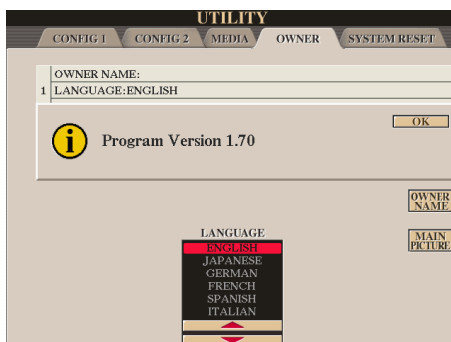 UTILITY
CONFIG 1 CONFIG 2 MEDIA OWNER SYSTEM RESET
OWNER NAME:
1 LANGUAGE:ENGLISH
OK
i Program Version 1.70
OWNER
NAME
LANGUAGE
MAIN
PICTURE
ENGLISH
JAPANESE
GERMAN
FRENCH
SPANISH
ITALIAN